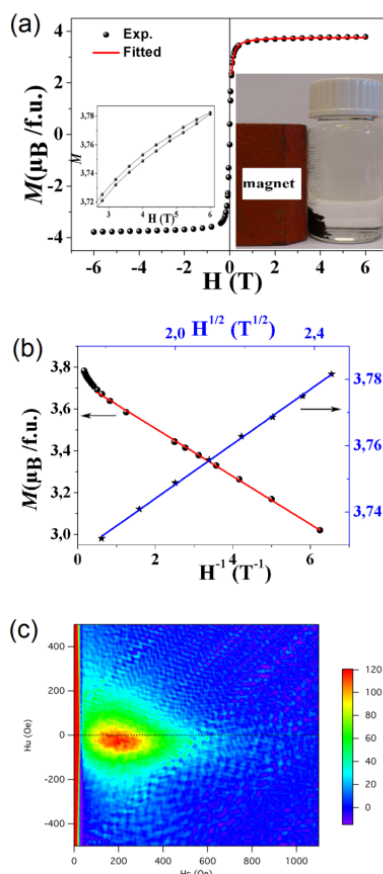 (a)
Exp.
Fitted
M(μB /f.u.)
4
2
0
-2
-4
3,78
3,76
3,74
3,72
M
3
4
5
6
H (T)
magnet
-6 -4 -2 0 2 4 6
H (T)
(b)
H1/2 (T1/2)
2,0 2,4
M(μB /f.u.)
3,8
3,6
3,4
3,2
3,0
3,78
3,76
3,74
0 2 4 6
H-1 (T-1)
(c)
Hu (Oe)
400
200
0
-200
-400
0 200 400 600 800 1000
120
100
80
60
40
20
0